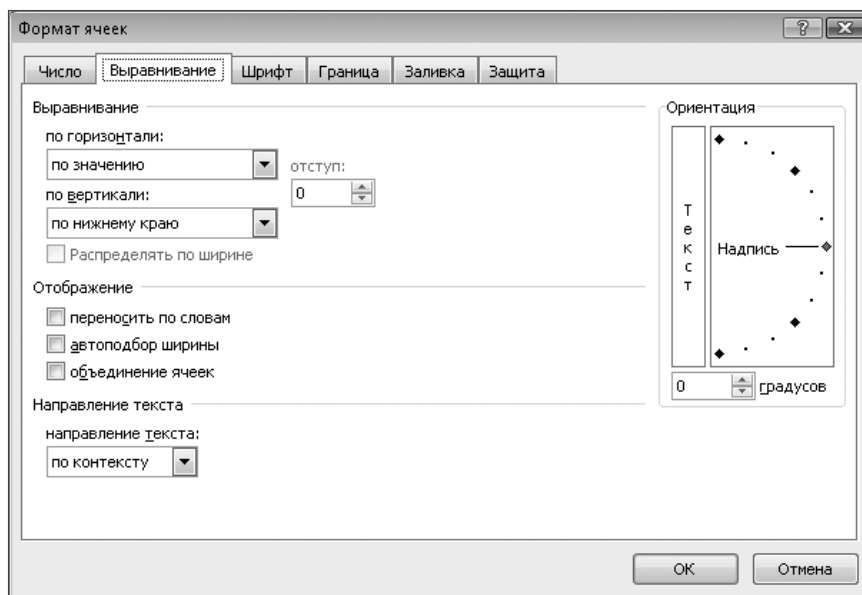 Формат ячеек
Число Выравнивание Шрифт Граница Заливка Защита
Выравнивание
по горизонтали:
по значению
отступ:
0
по вертикали:
по нижнему краю
Распределять по ширине
Отображение
переносить по словам
автоподбор ширины
объединение ячеек
Направление текста
направление текста:
по контексту
Ориентация
Текст
Надпись
0 градусов
ОК Отмена